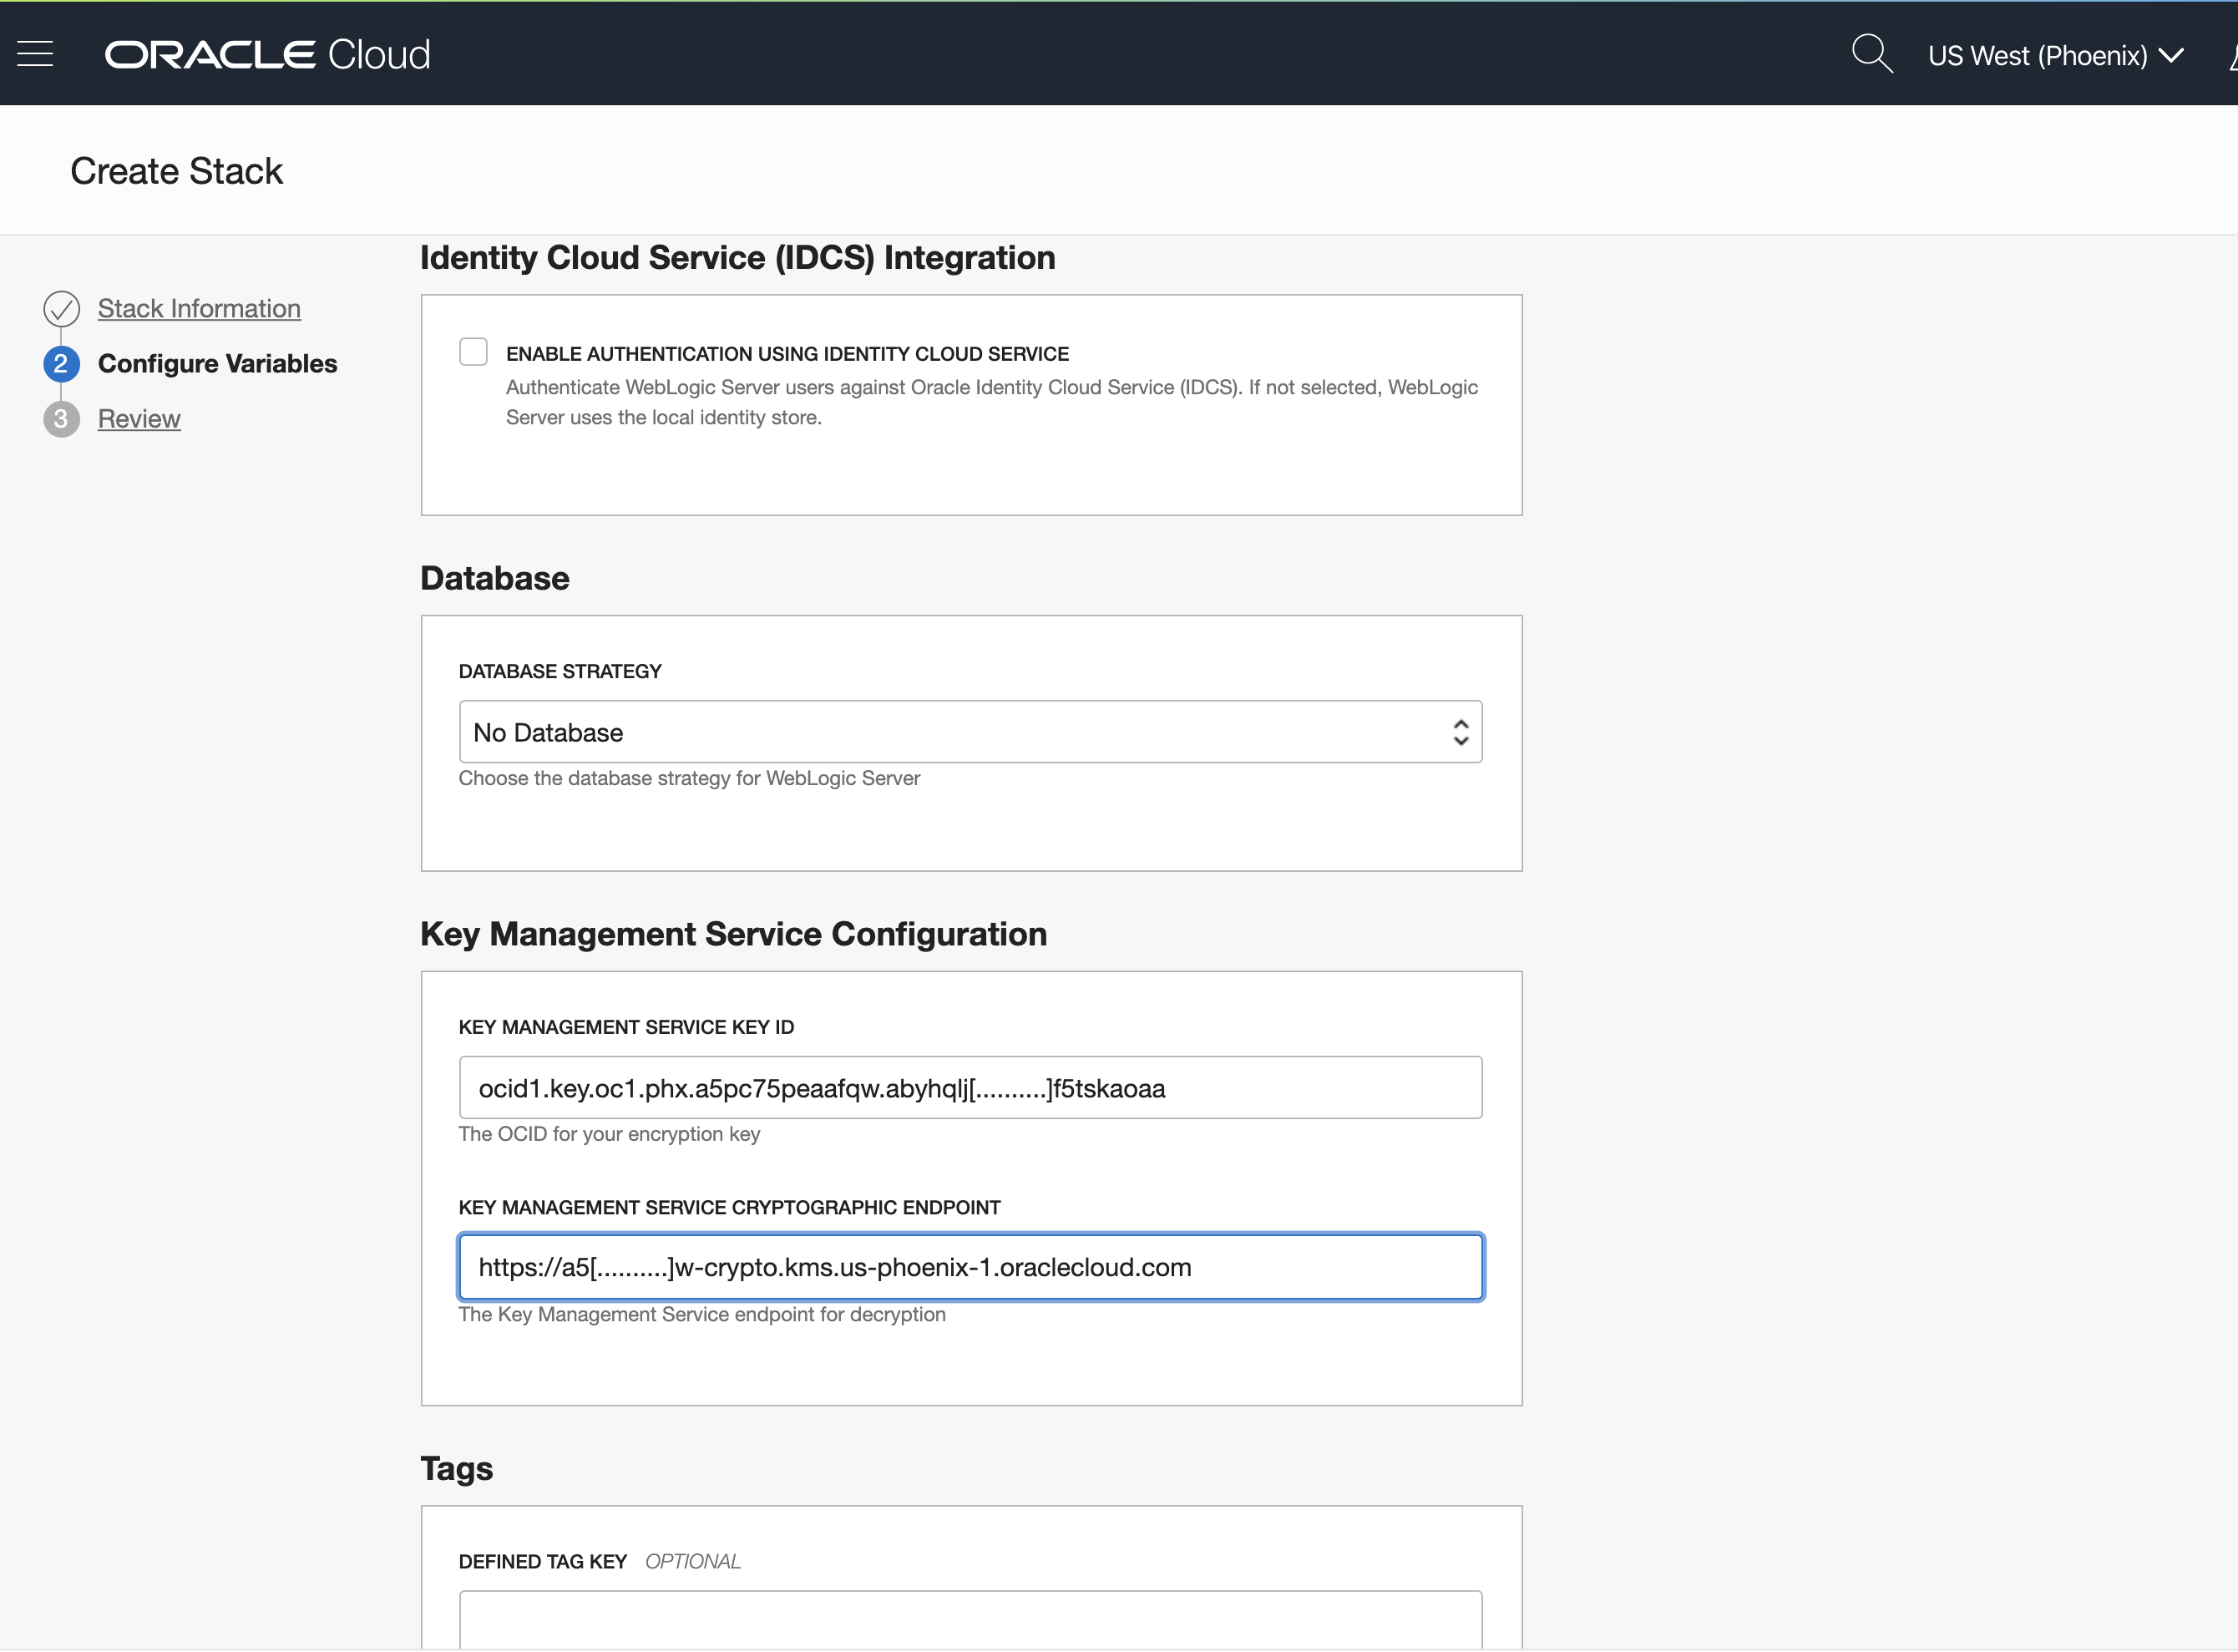 ORACLE Cloud
US West (Phoenix)
Create Stack
Stack Information
2 Configure Variables
3 Review
Identity Cloud Service (IDCS) Integration
ENABLE AUTHENTICATION USING IDENTITY CLOUD SERVICE
Authenticate WebLogic Server users against Oracle Identity Cloud Service (IDCS). If not selected, WebLogic
Server uses the local identity store.
Database
DATABASE STRATEGY
No Database
Choose the database strategy for WebLogic Server
Key Management Service Configuration
KEY MANAGEMENT SERVICE KEY ID
ocid1.key.oc1.phx.a5pc75peaafqw.abyhqlj[..........]f5tskaoaa
The OCID for your encryption key
KEY MANAGEMENT SERVICE CRYPTOGRAPHIC ENDPOINT
https://a5[..........]w-crypto.kms.us-phoenix-1.oraclecloud.com
The Key Management Service endpoint for decryption
Tags
DEFINED TAG KEY OPTIONAL